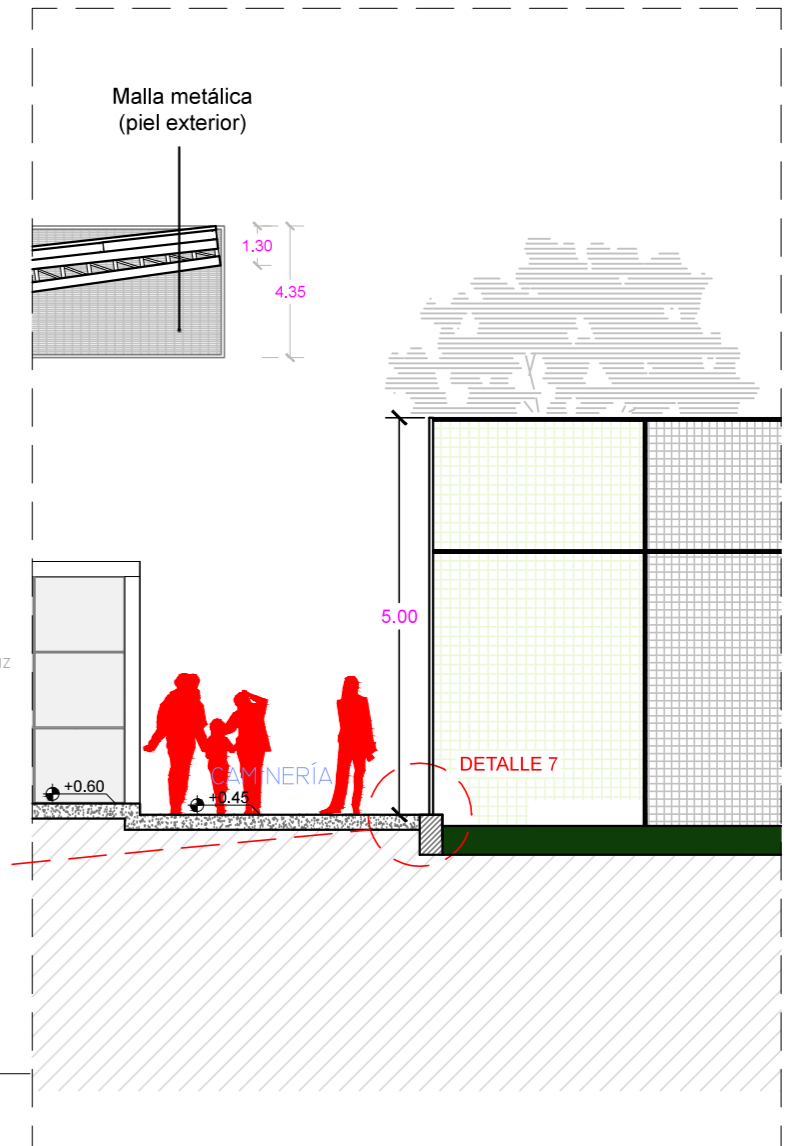 Malla metálica
(piel exterior)
1.30
4.35
5.00
DETALLE 7
CAMINERÍA
+0.60
+0.45